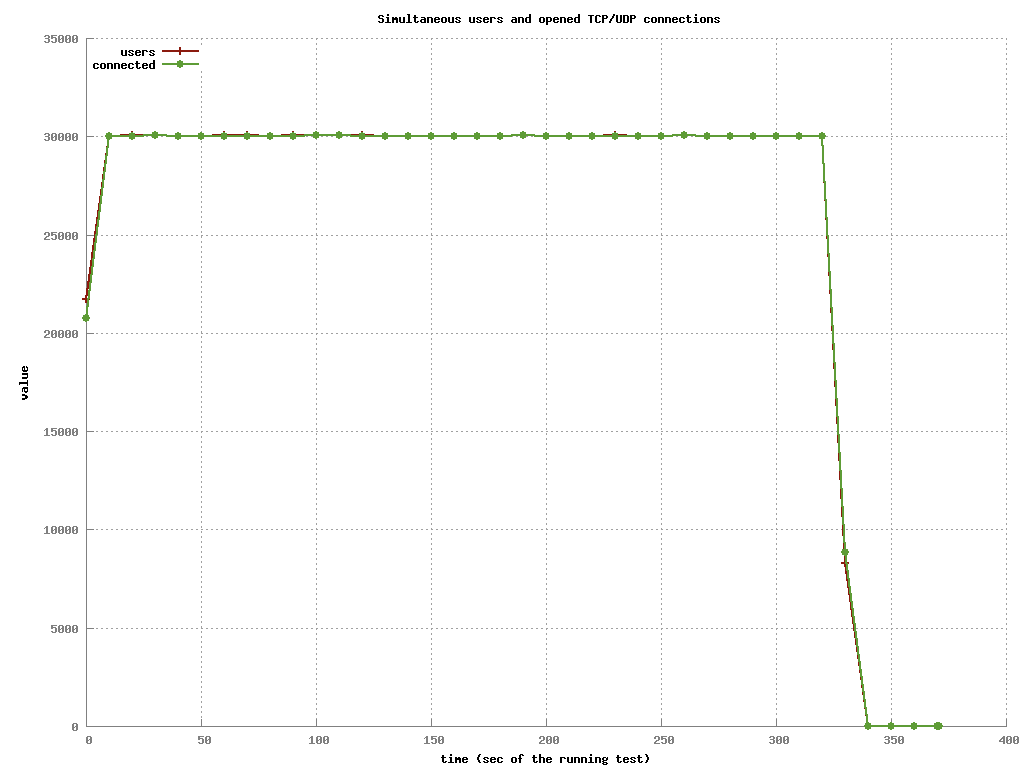 Simultaneous users and opened TCP/UDP connections
35000
users
connected
30000
25000
20000
value
15000
10000
5000
0
0 50 100 150 200 250 300 350 400
time (sec of the running test)